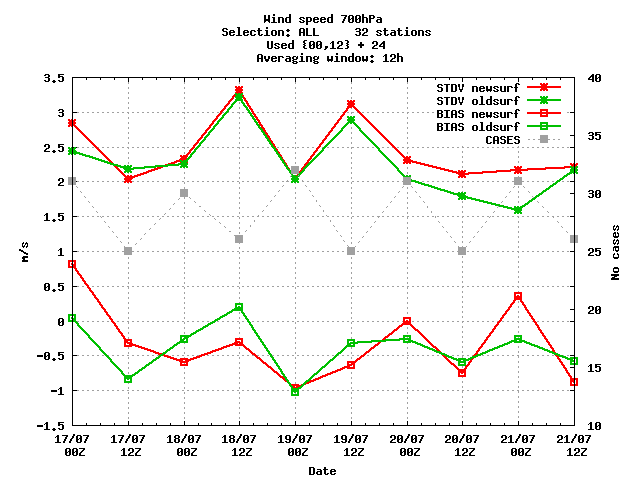 Wind speed 700hPa
Selection: ALL 32 stations
Used {00,12} + 24
Averaging window: 12h
STDV newsurf
STDV oldsurf
BIAS newsurf
BIAS oldsurf
CASES
3.5
3
2.5
2
1.5
1
0.5
0
-0.5
-1
-1.5
m/s
40
35
30
25
20
15
10
No cases
17/07 17/07 18/07 18/07 19/07 19/07 20/07 20/07 21/07 21/07
00Z 12Z 00Z 12Z 00Z 12Z 00Z 12Z 00Z 12Z
Date